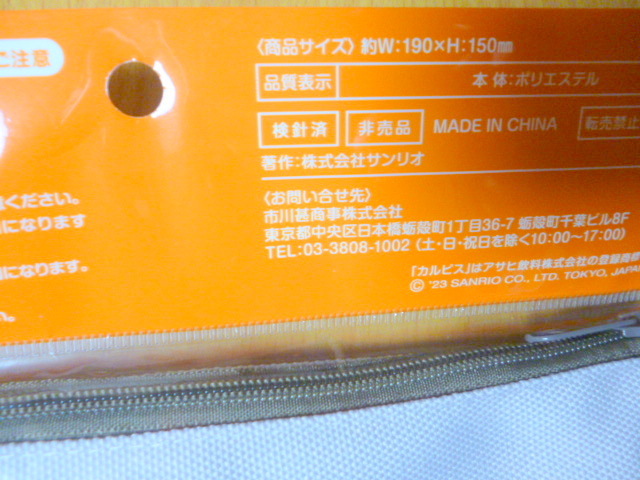 ご注意
〈商品サイズ〉約W:190×H:150㎜
品質表示 本体:ポリエステル
検針済 非売品 MADE IN CHINA 転売禁止
著作:株式会社サンリオ
ください。
になります
になります。
い。
〈お問い合せ先〉
市川甚商事株式会社
東京都中央区日本橋蛎殻町1丁目36-7 蛎殻町千葉ビル8F
TEL:03-3808-1002 (土・日・祝日を除く10:00〜17:00)
「カルピス」はアサヒ飲料株式会社の登録商標
© '23 SANRIO CO., LTD. TOKYO, JAPA